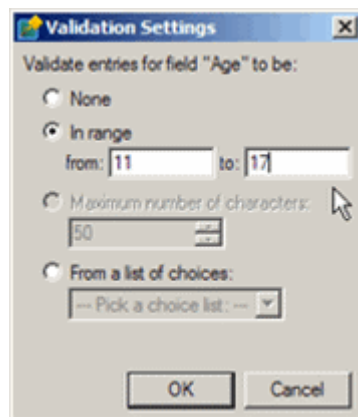 Validation Settings
Validate entries for field "Age" to be:
None
In range
from: 11 to: 17
Maximum number of characters:
50
From a list of choices:
--- Pick a choice list: ---
OK Cancel